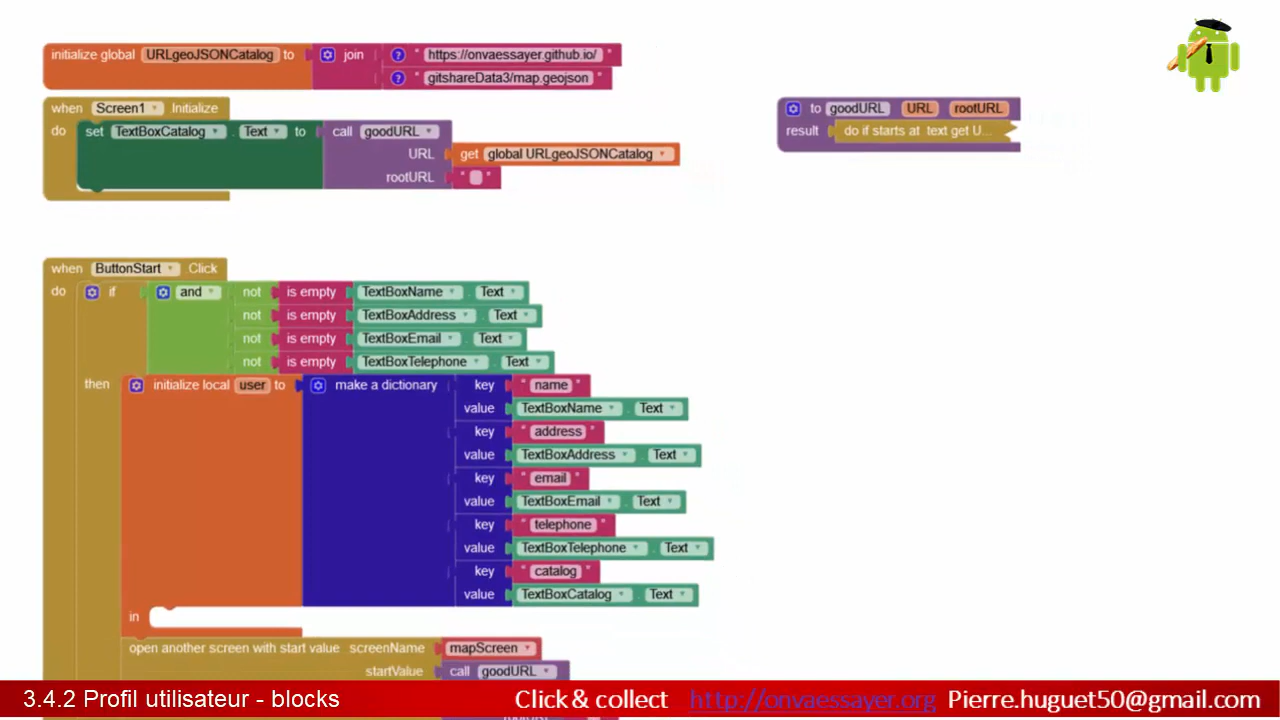 initialize global URLgeoJSONCatalog to join " https://onvaessayer.github.io/ "
" gitshareData3/map.geojson "
when Screen1 .Initialize
do set TextBoxCatalog . Text to call goodURL
URL get global URLgeoJSONCatalog
rootURL " "
to goodURL URL rootURL
result do if starts at text get U...
when ButtonStart .Click
do if and not is empty TextBoxName . Text
not is empty TextBoxAddress . Text
not is empty TextBoxEmail . Text
not is empty TextBoxTelephone . Text
then initialize local user to make a dictionary key " name "
value TextBoxName . Text
key " address "
value TextBoxAddress . Text
key " email "
value TextBoxEmail . Text
key " telephone "
value TextBoxTelephone . Text
key " catalog "
value TextBoxCatalog . Text
in
open another screen with start value screenName mapScreen
startValue call goodURL
3.4.2 Profil utilisateur - blocks Click & collect http://onvaessayer.org Pierre.huguet50@gmail.com